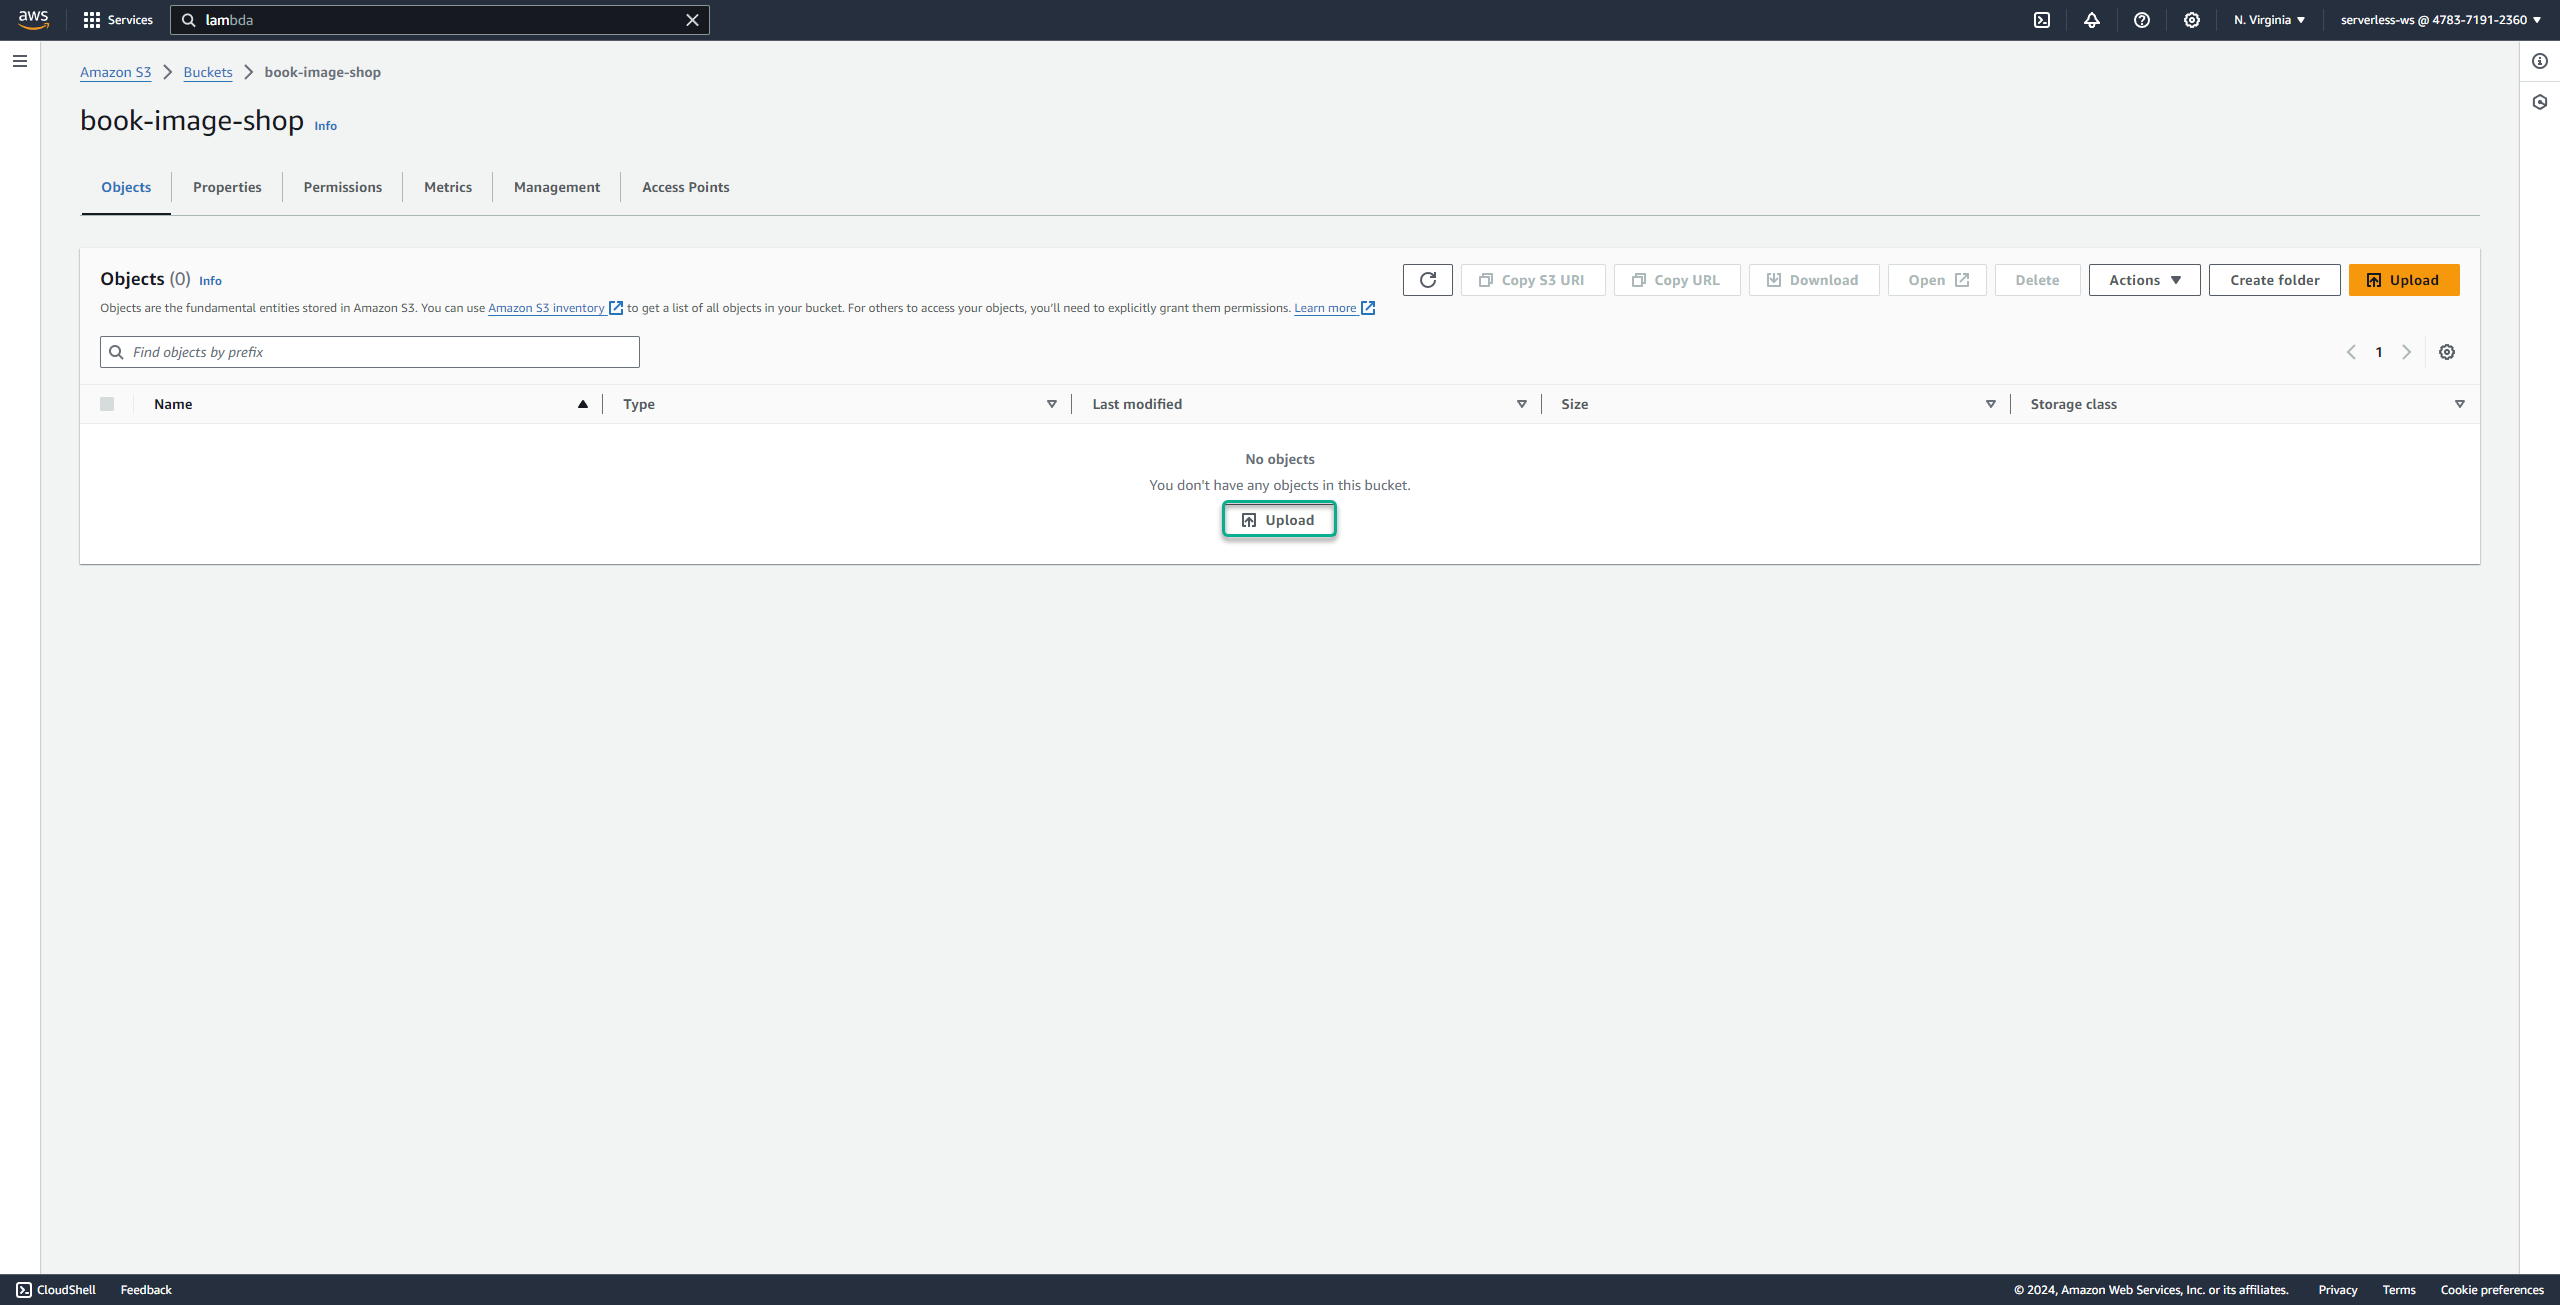 aws Services lambda N. Virginia serverless-ws @ 4783-7191-2360
Amazon S3 Buckets book-image-shop
book-image-shop Info
Objects Properties Permissions Metrics Management Access Points
Objects (0) Info
Copy S3 URI Copy URL Download Open Delete Actions Create folder Upload
Objects are the fundamental entities stored in Amazon S3. You can use Amazon S3 inventory to get a list of all objects in your bucket. For others to access your objects, you'll need to explicitly grant them permissions. Learn more
Find objects by prefix 1
Name Type Last modified Size Storage class
No objects
You don't have any objects in this bucket.
Upload
CloudShell Feedback © 2024, Amazon Web Services, Inc. or its affiliates. Privacy Terms Cookie preferences